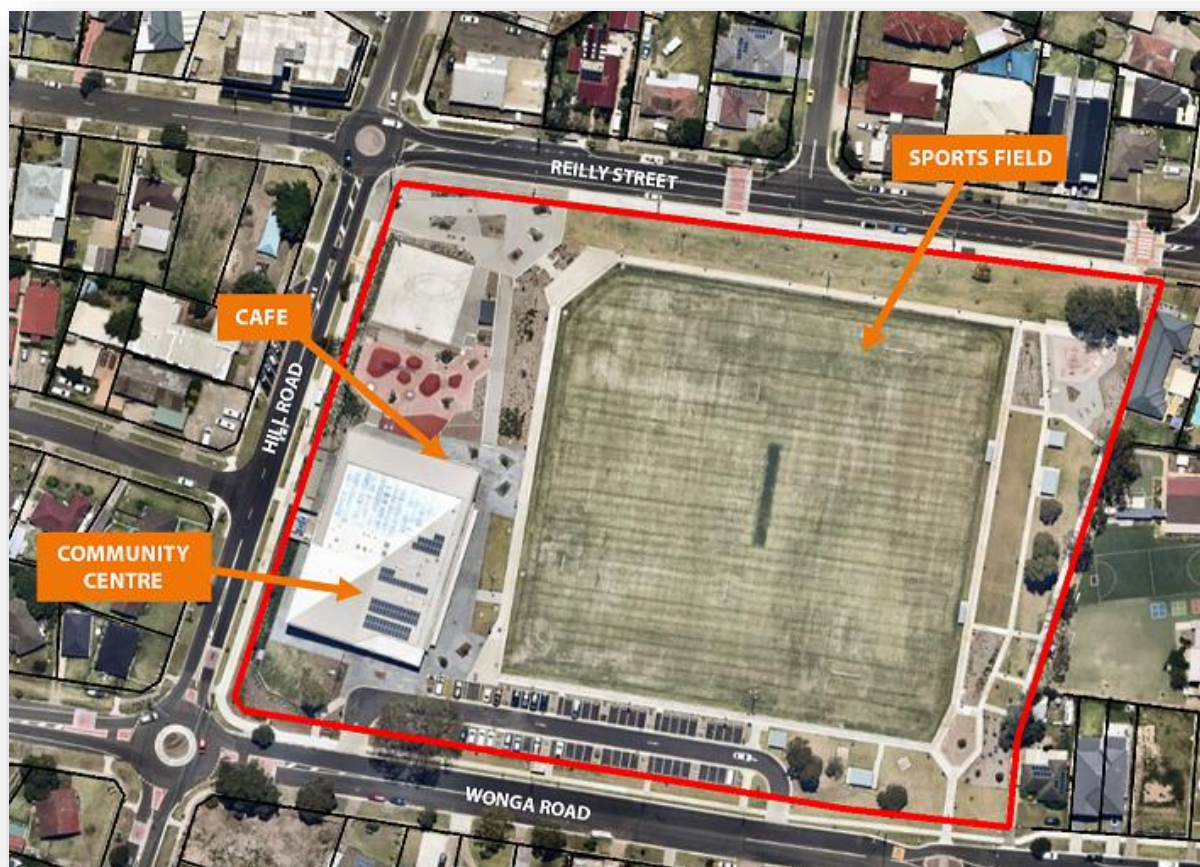 REILLY STREET
SPORTS FIELD
CAFE
HILL ROAD
COMMUNITY
CENTRE
WONGA ROAD